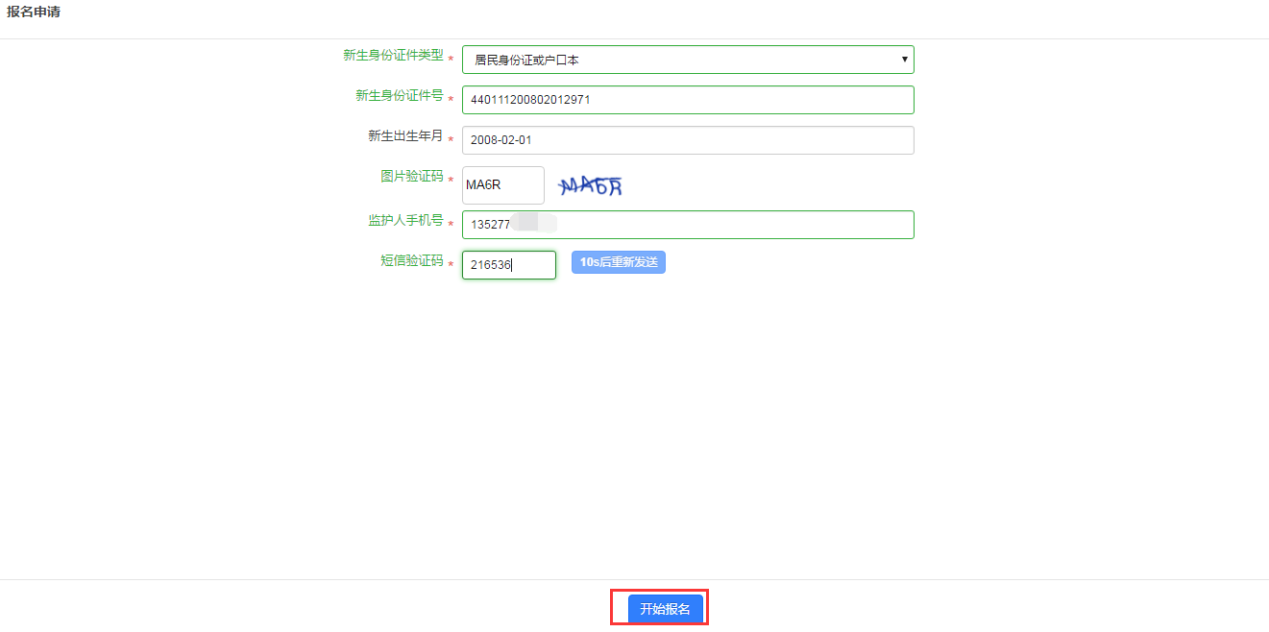 报名申请
新生身份证件类型 * 居民身份证或户口本
新生身份证件号 * 440111200802012971
新生出生年月 * 2008-02-01
图片验证码 * MA6R MA6R
监护人手机号 * 135277
短信验证码 * 216536 10s后重新发送
开始报名